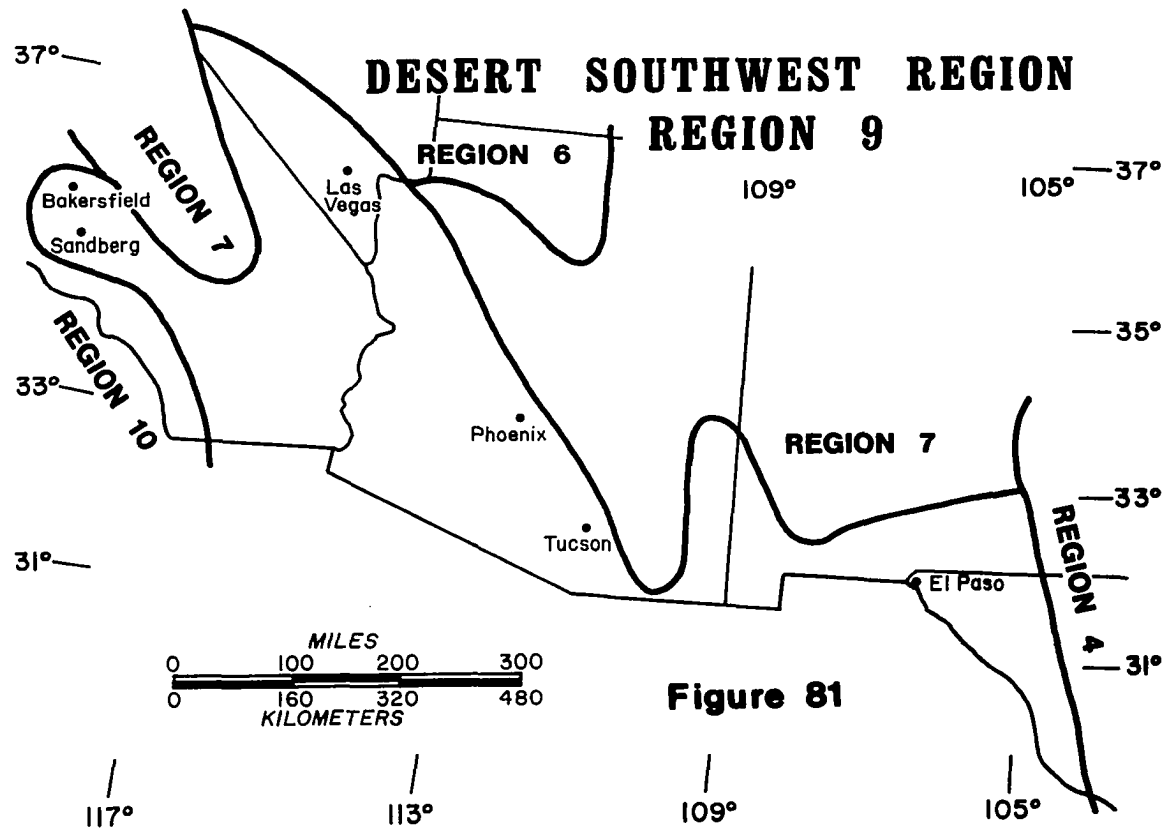 37°
DESERT SOUTHWEST REGION
REGION 9
REGION 7
REGION 6
37°
109°
105°
Bakersfield
Las
Vegas
Sandberg
REGION 10
35°
33°
Phoenix
REGION 7
33°
Tucson
REGION 4
31°
El Paso
MILES
0 100 200 300
0 160 320 480
KILOMETERS
Figure 81
31°
117°
113°
109°
105°